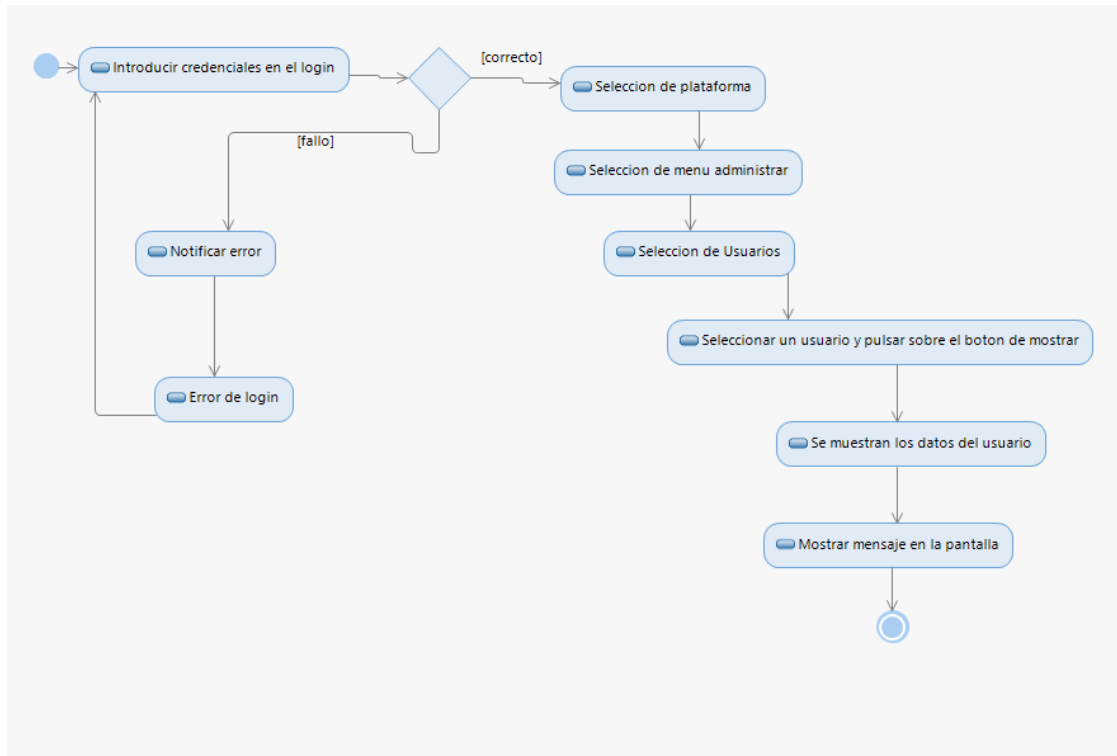 Introducir credenciales en el login
[correcto]
Seleccion de plataforma
[fallo]
Seleccion de menu administrar
Notificar error
Seleccion de Usuarios
Seleccionar un usuario y pulsar sobre el boton de mostrar
Error de login
Se muestran los datos del usuario
Mostrar mensaje en la pantalla